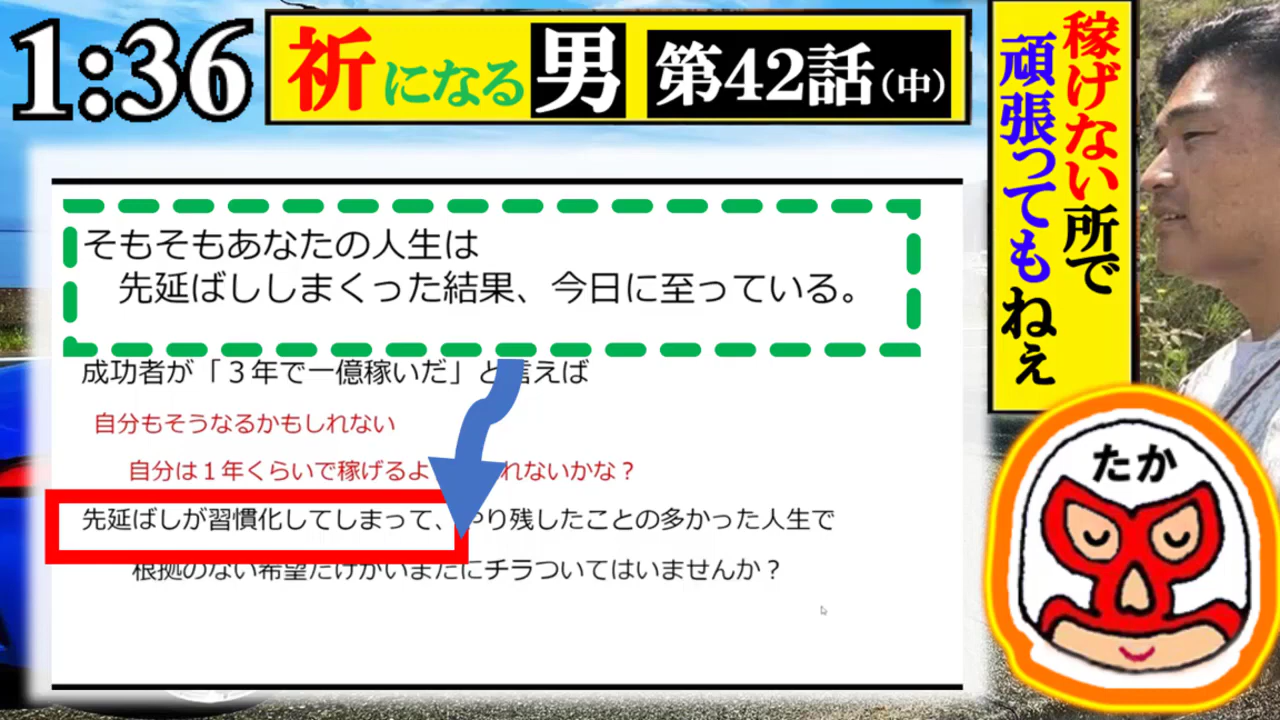 1:36
祈になる男 第42話(中)
稼げない所で
頑張ってもねぇ
そもそもあなたの人生は
先延ばししまくった結果、今日に至っている。
成功者が「３年で一億稼いだ」と言えば
自分もそうなるかもしれない
自分は１年くらいで稼げるよ れないかな？
先延ばしが習慣化してしまって、やり残したことの多かった人生で
根拠のない希望だけがいまだにチラついてはいませんか？
たか